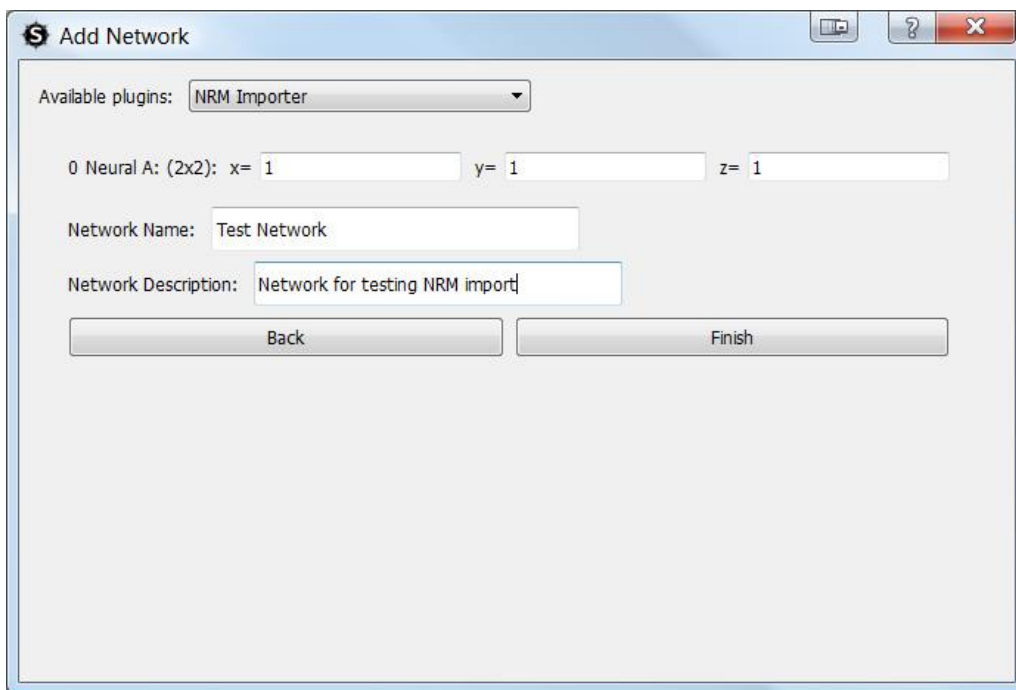 Add Network
Available plugins: NRM Importer
0 Neural A: (2x2): x= 1 y= 1 z= 1
Network Name: Test Network
Network Description: Network for testing NRM import
Back Finish